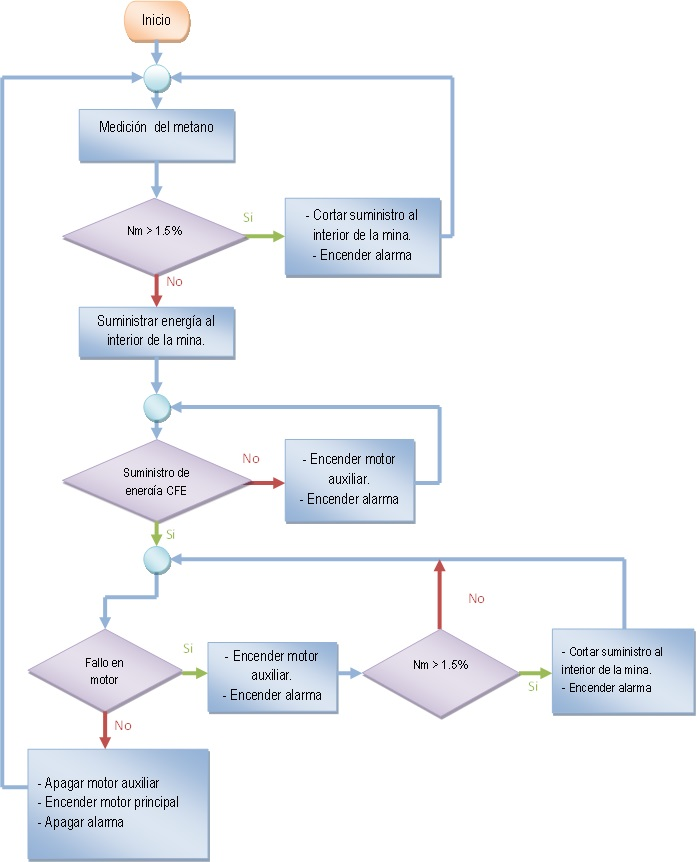 Inicio
Medición del metano
Nm > 1.5%
Si
- Cortar suministro al
interior de la mina.
- Encender alarma
No
Suministrar energía al
interior de la mina.
Suministro de
energía CFE
No
- Encender motor
auxiliar.
- Encender alarma
Si
Fallo en
motor
Si
- Encender motor
auxiliar.
- Encender alarma
Nm > 1.5%
No
Si
- Cortar suministro al
interior de la mina.
- Encender alarma
No
- Apagar motor auxiliar
- Encender motor principal
- Apagar alarma